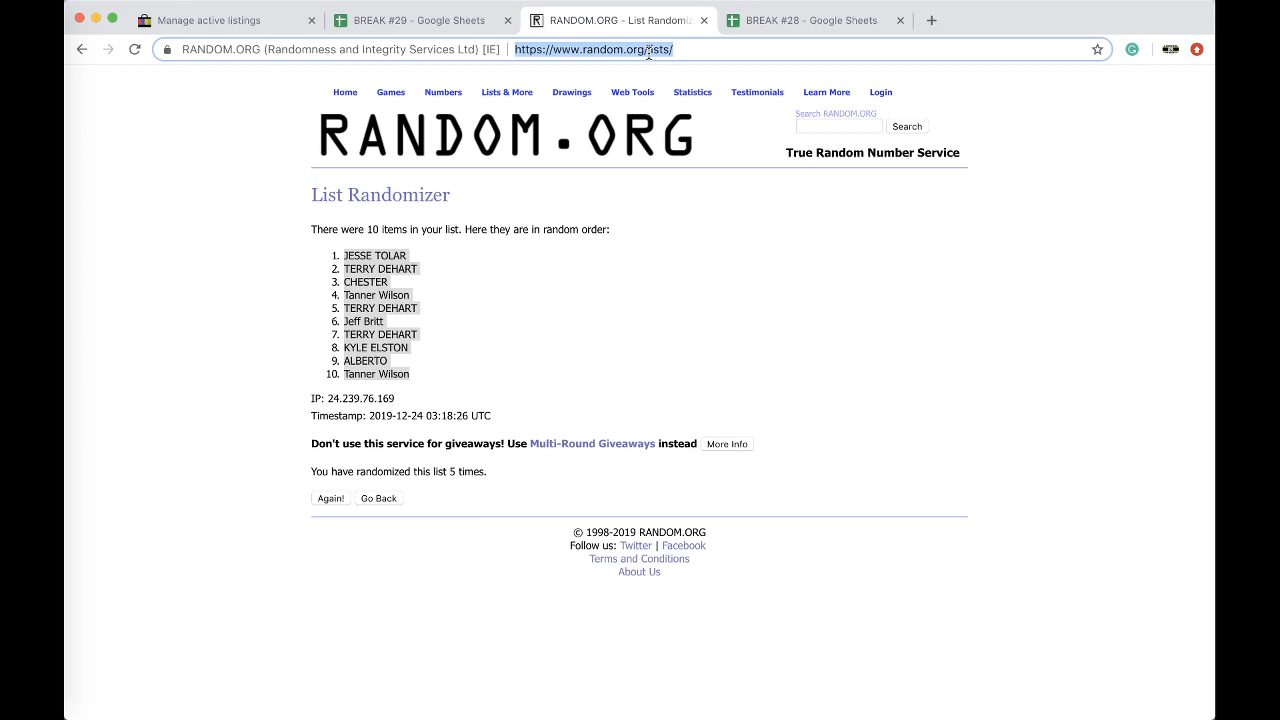 Manage active listings
BREAK #29 - Google Sheets
RANDOM.ORG - List Randomiz
BREAK #28 - Google Sheets
RANDOM.ORG (Randomness and Integrity Services Ltd) [IE]
https://www.random.org/lists/
Home Games Numbers Lists & More Drawings Web Tools Statistics Testimonials Learn More Login
Search RANDOM.ORG
RANDOM.ORG
Search
True Random Number Service
List Randomizer
There were 10 items in your list. Here they are in random order:
1. JESSE TOLAR
2. TERRY DEHART
3. CHESTER
4. Tanner Wilson
5. TERRY DEHART
6. Jeff Britt
7. TERRY DEHART
8. KYLE ELSTON
9. ALBERTO
10. Tanner Wilson
IP: 24.239.76.169
Timestamp: 2019-12-24 03:18:26 UTC
Don't use this service for giveaways! Use Multi-Round Giveaways instead More Info
You have randomized this list 5 times.
Again! Go Back
© 1998-2019 RANDOM.ORG
Follow us: Twitter | Facebook
Terms and Conditions
About Us